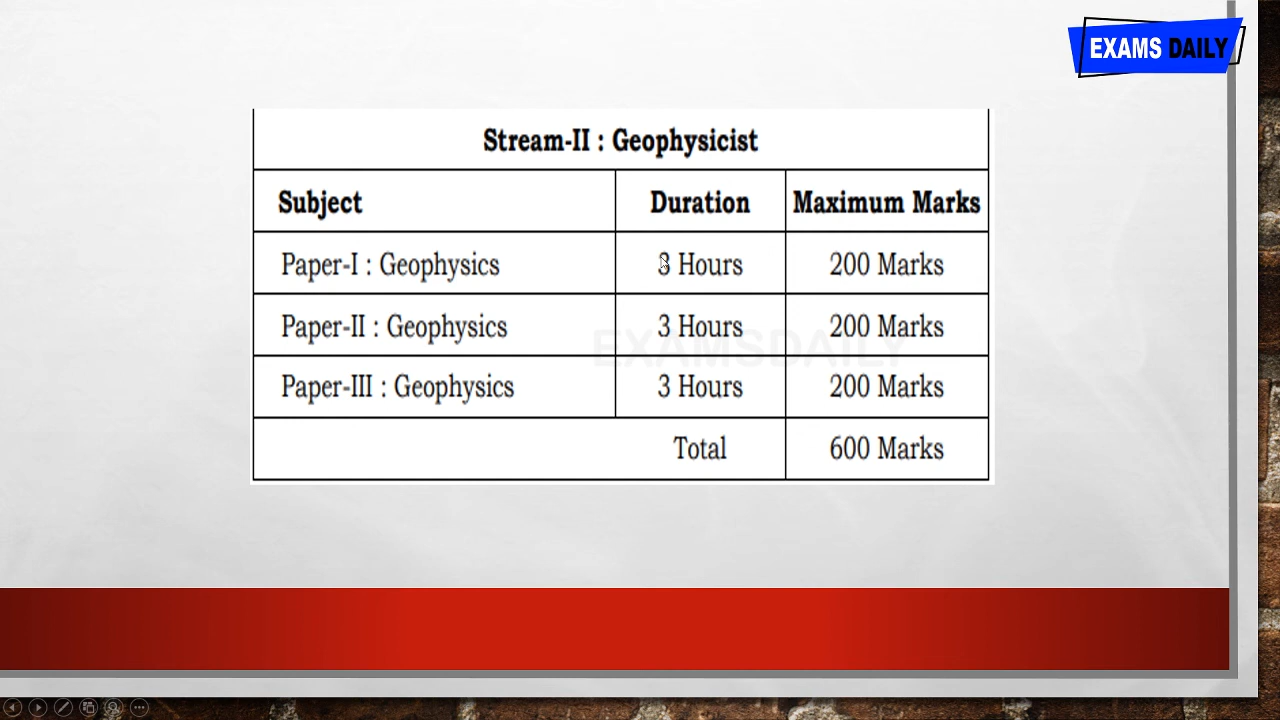 EXAMS DAILY
Stream-II : Geophysicist
Subject Duration Maximum Marks
Paper-I : Geophysics 3 Hours 200 Marks
Paper-II : Geophysics 3 Hours 200 Marks
EXAMSDAILY
Paper-III : Geophysics 3 Hours 200 Marks
Total 600 Marks